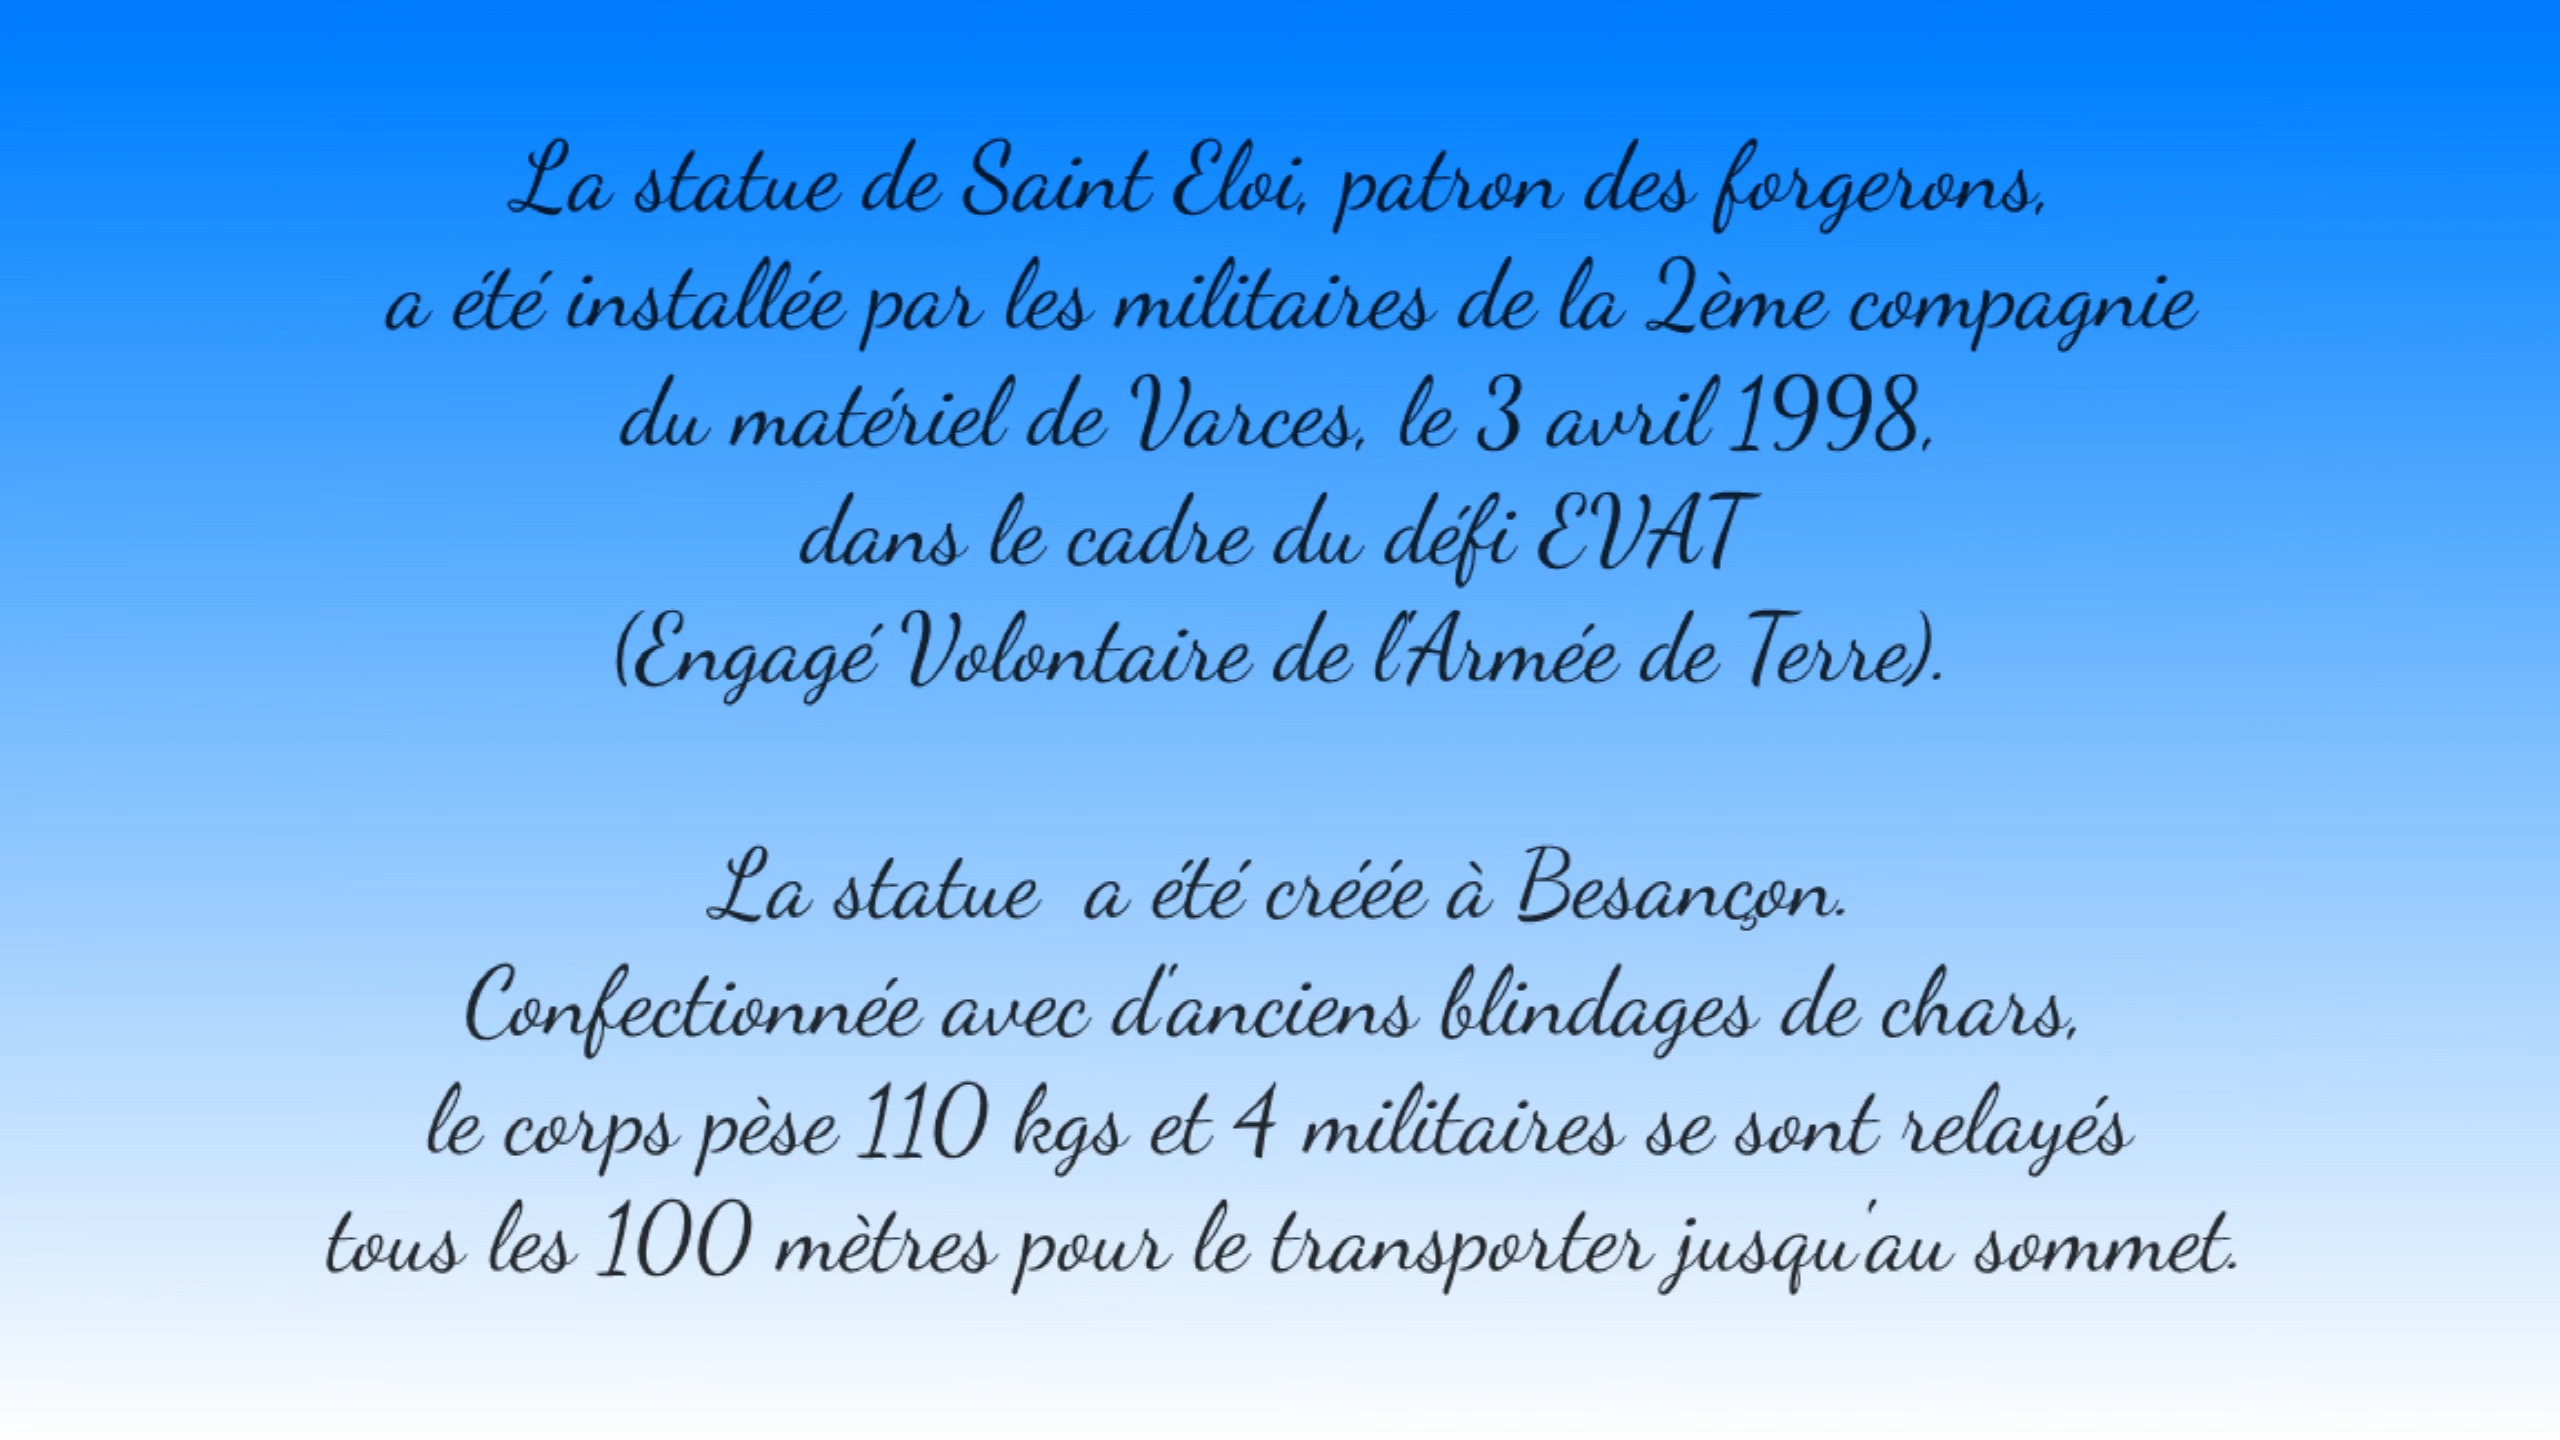 La statue de Saint Eloi, patron des forgerons,
a été installée par les militaires de la 2ème compagnie
du matériel de Varces, le 3 avril 1998,
dans le cadre du défi EVAT
(Engagé Volontaire de l'Armée de Terre).
La statue  a été créée à Besançon.
Confectionnée avec d'anciens blindages de chars,
le corps pèse 110 kgs et 4 militaires se sont relayés
tous les 100 mètres pour le transporter jusqu'au sommet.